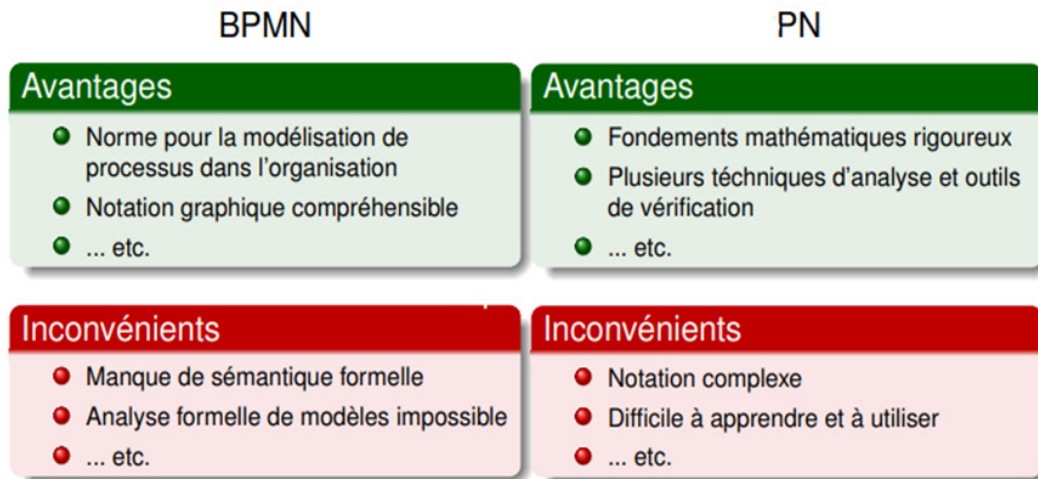 BPMN
Avantages
Norme pour la modélisation de
processus dans l'organisation
Notation graphique compréhensible
... etc.
Inconvénients
Manque de sémantique formelle
Analyse formelle de modèles impossible
... etc.
PN
Avantages
Fondements mathématiques rigoureux
Plusieurs téchniques d'analyse et outils
de vérification
... etc.
Inconvénients
Notation complexe
Difficile à apprendre et à utiliser
... etc.